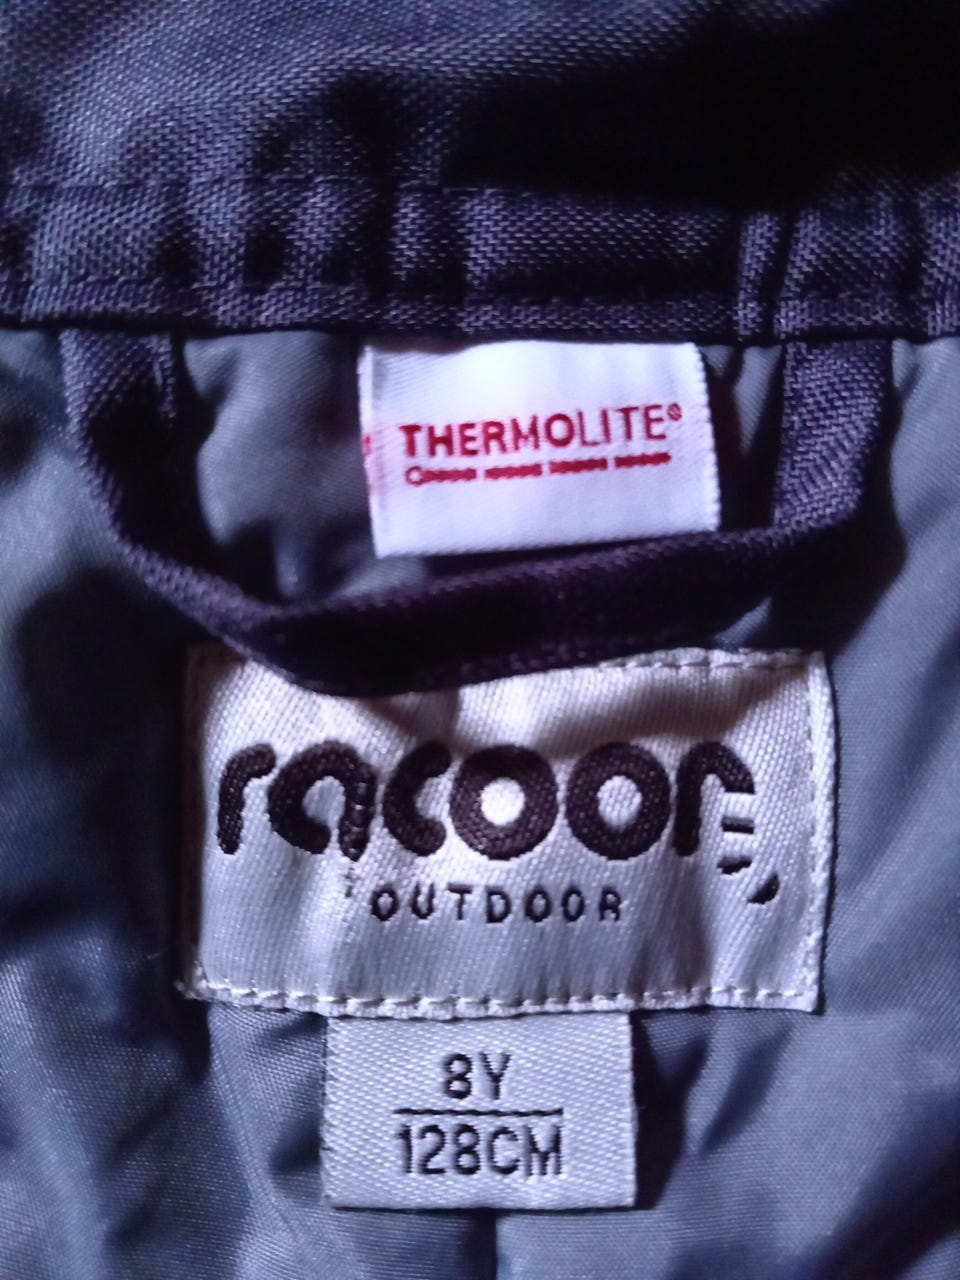 THERMOLITE®
racoon
OUTDOOR
8Y
128CM